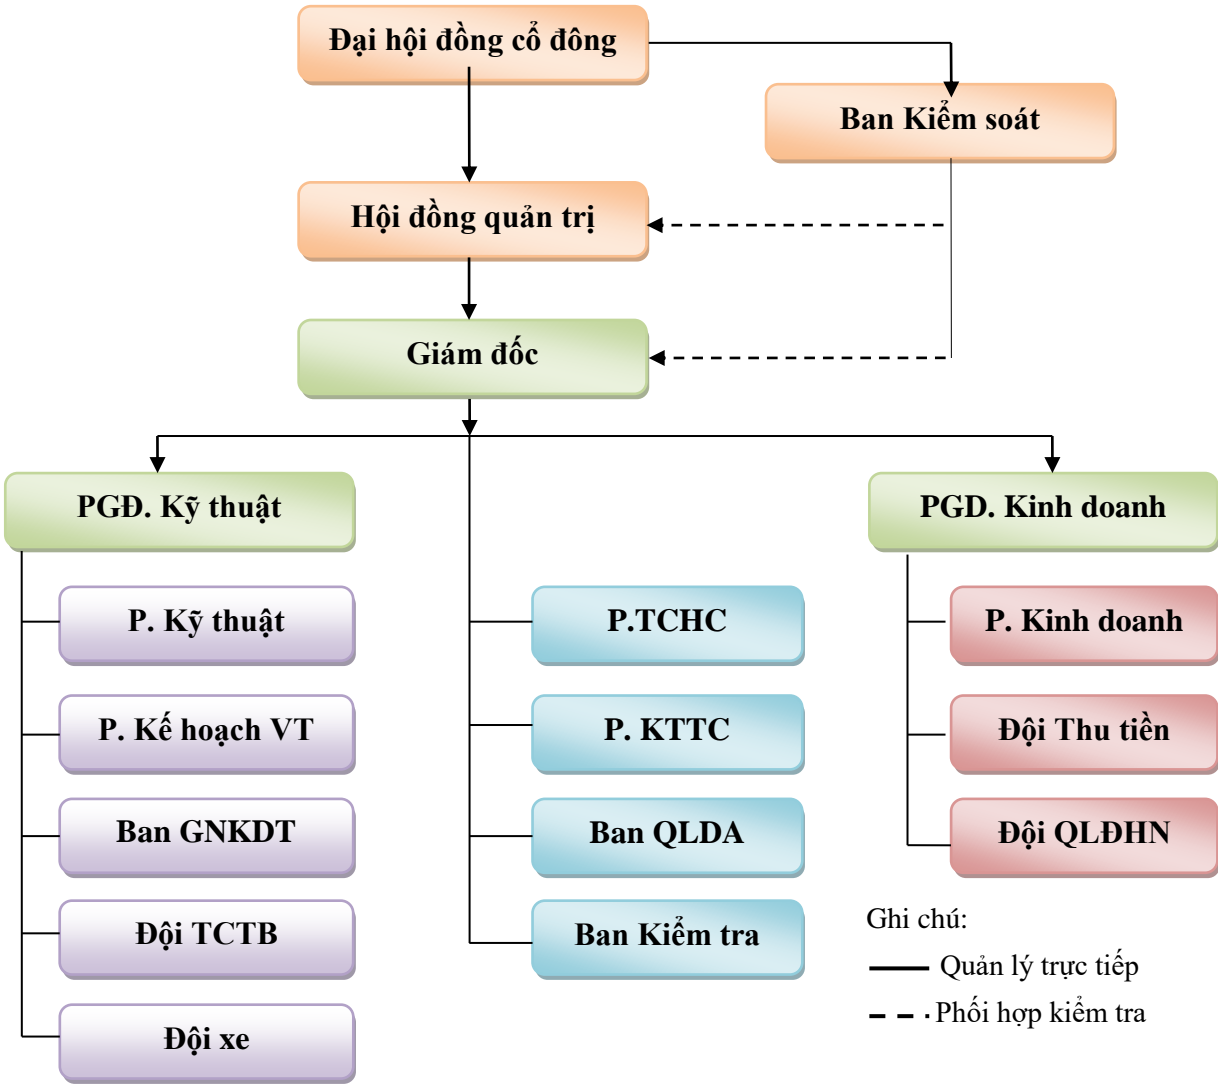 Đại hội đồng cổ đông
Ban Kiểm soát
Hội đồng quản trị
Giám đốc
PGĐ. Kỹ thuật
PGD. Kinh doanh
P. Kỹ thuật
P.TCHC
P. Kinh doanh
P. Kế hoạch VT
P. KTTC
Đội Thu tiền
Ban GNKDT
Ban QLDA
Đội QLĐHN
Đội TCTB
Ban Kiểm tra
Đội xe
Ghi chú:
Quản lý trực tiếp
Phối hợp kiểm tra